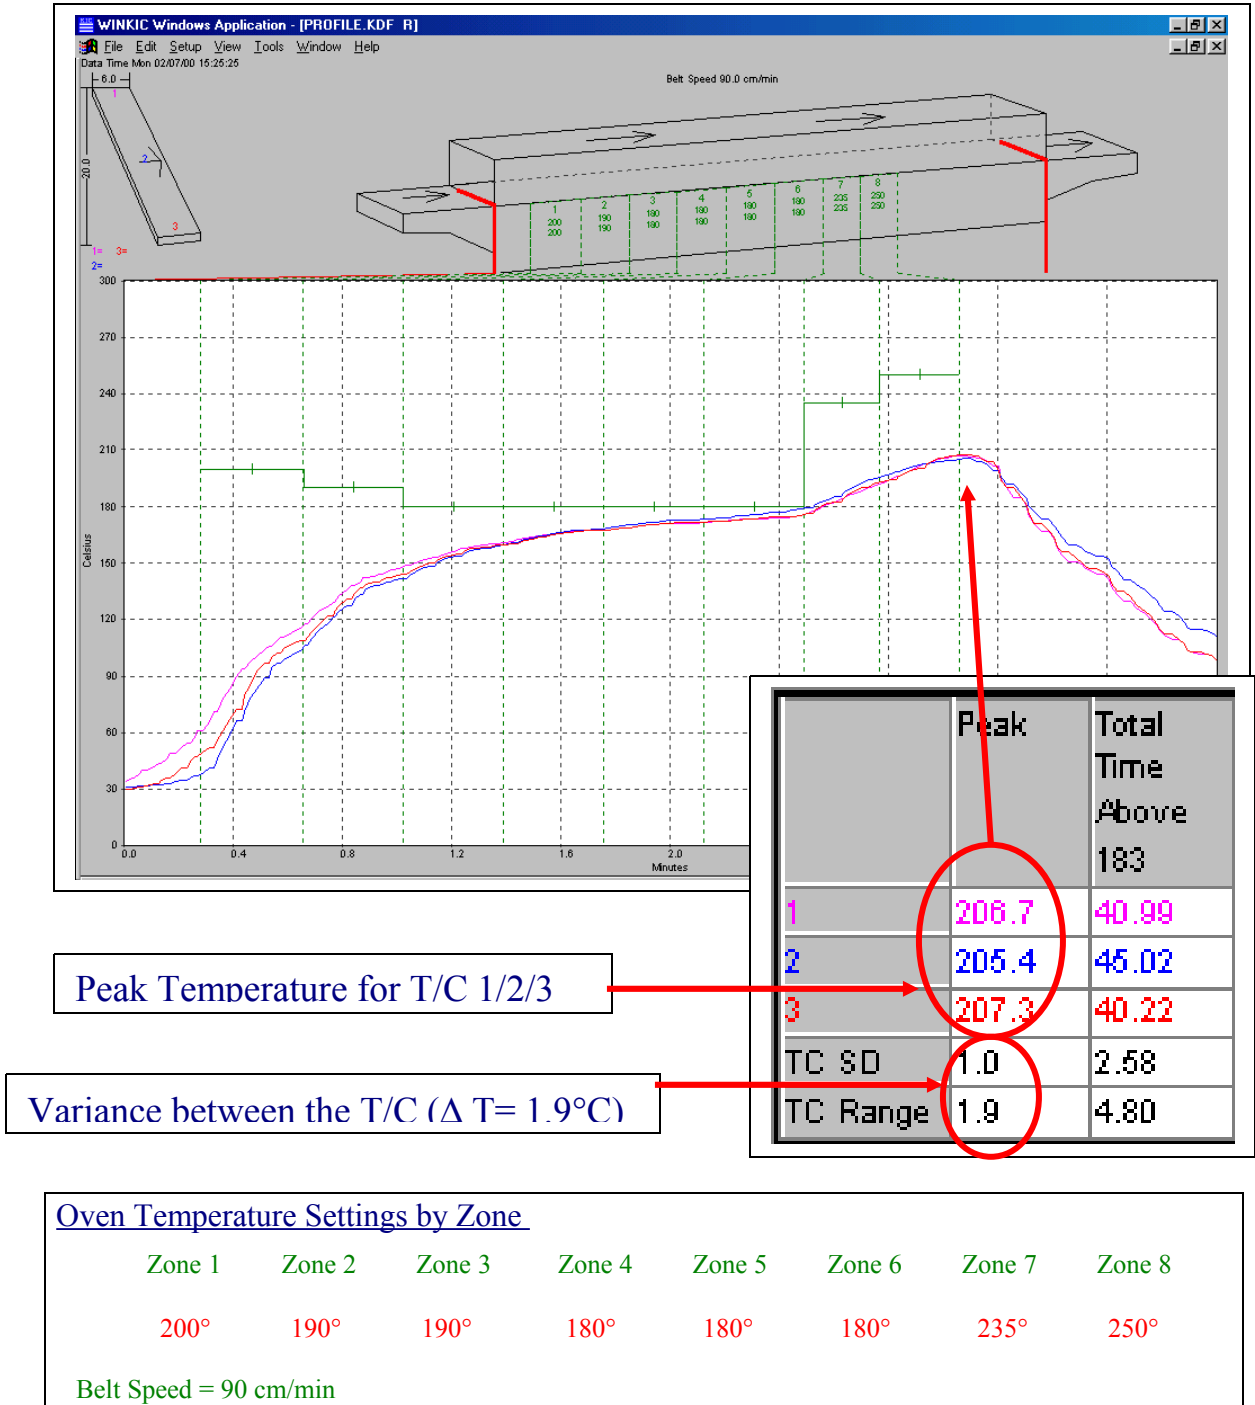 WINKIC Windows Application - [PROFILE.KDF R]
File Edit Setup View Tools Window Help
Data Time Mon 02/07/00 15:25:25
6.0
Belt Speed 90.0 cm/min
20.0
1
2
3
1= 3=
2=
1 2 3 4 5 6 7 8
200 190 180 180 180 180 235 250
200 190 180 180 180 180 235 250
300
270
240
210
180
150
120
90
60
30
0
Celsius
0.0 0.4 0.8 1.2 1.6 2.0
Minutes
Peak Total Time Above 183
1 206.7 40.99
2 205.4 45.02
3 207.3 40.22
TC SD 1.0 2.58
TC Range 1.9 4.80
Peak Temperature for T/C 1/2/3
Variance between the T/C (Δ T= 1.9°C)
Oven Temperature Settings by Zone
Zone 1 Zone 2 Zone 3 Zone 4 Zone 5 Zone 6 Zone 7 Zone 8
200° 190° 190° 180° 180° 180° 235° 250°
Belt Speed = 90 cm/min